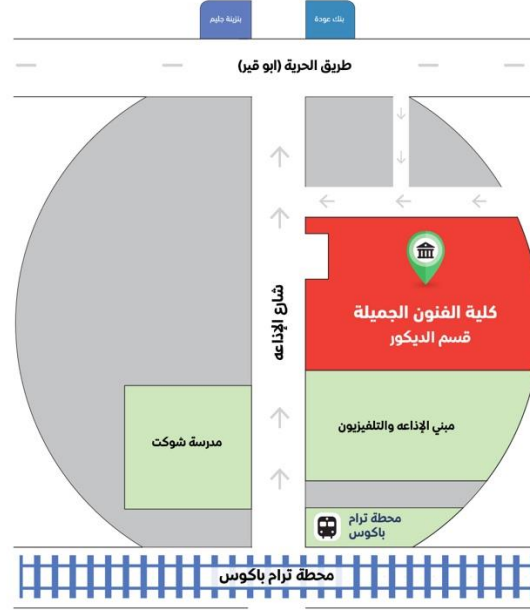 بنزينة جليم
بنك عودة
طريق الحرية (ابو قير)
كلية الفنون الجميلة
قسم الديكور
شارع الإذاعه
مبني الإذاعه والتلفيزيون
مدرسة شوكت
محطة ترام
باكوس
محطة ترام باكوس